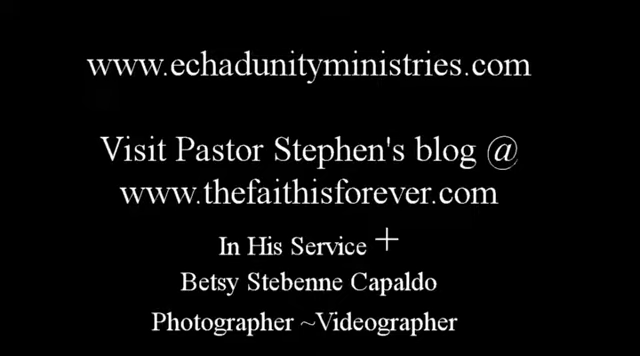 www.echadunityministries.com
Visit Pastor Stephen's blog @
www.thefaithisforever.com
In His Service +
Betsy Stebenne Capaldo
Photographer ~Videographer